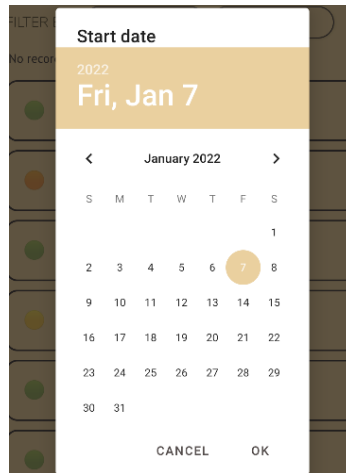 FILTER
Start date
No recor
2022
Fri, Jan 7
January 2022
S M T W T F S
1
2 3 4 5 6 7 8
9 10 11 12 13 14 15
16 17 18 19 20 21 22
23 24 25 26 27 28 29
30 31
CANCEL OK